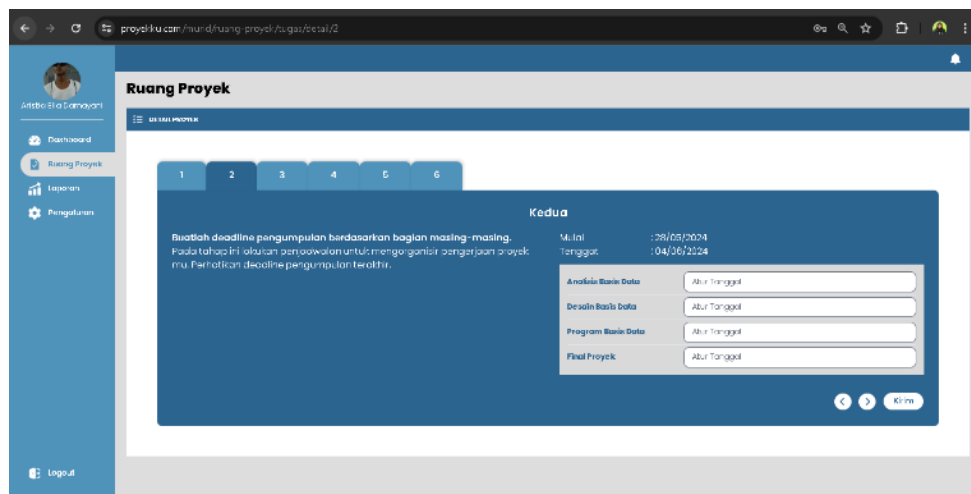 proyekku.com/murid/ruang-proyek/tugas/detail/2
Ruang Proyek
DETAIL PROYEK
Dashboard
Ruang Proyek
Laporan
Pengaturan
Logout
1 2 3 4 5 6
Kedua
Buatlah deadline pengumpulan berdasarkan bagian masing-masing.
Pada tahap ini lakukan penjadwalan untuk mengorganisir pengerjaan proyek
mu. Perhatikan deadline pengumpulan terakhir.
Mulai : 28/05/2024
Tenggat : 04/06/2024
Analisis Basis Data Atur Tanggal
Desain Basis Data Atur Tanggal
Program Basis Data Atur Tanggal
Final Proyek Atur Tanggal
Kirim